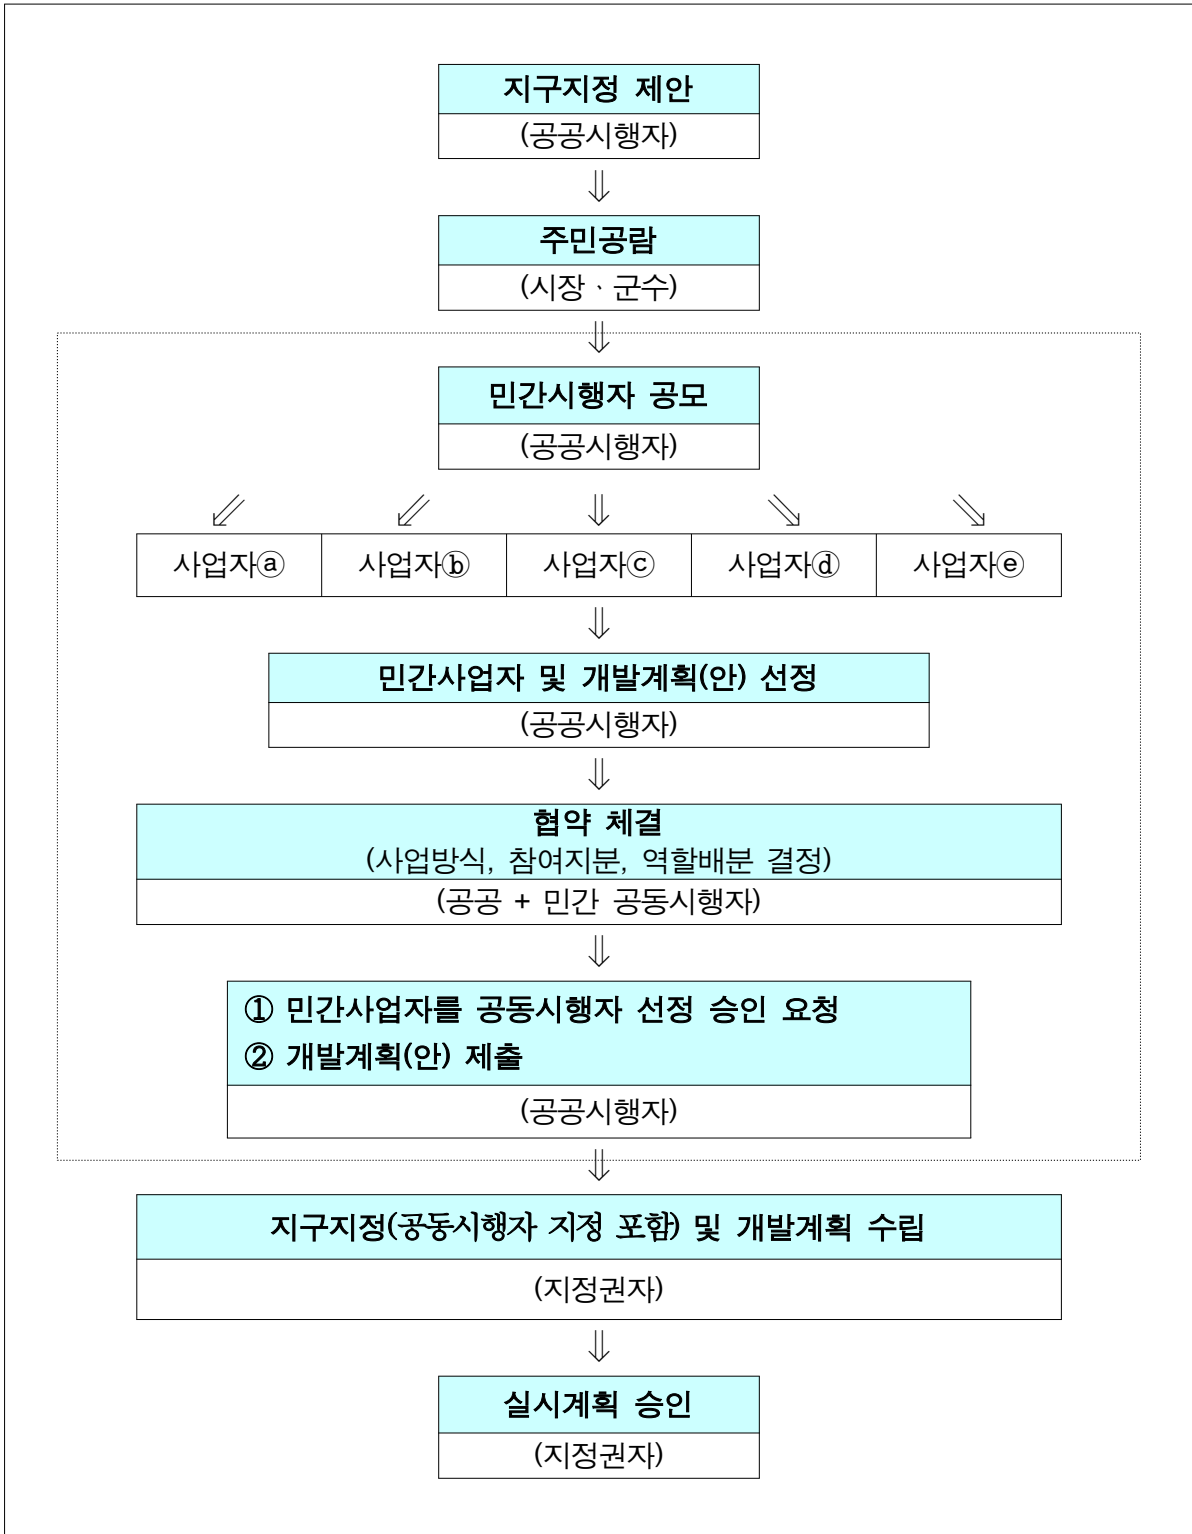 지구지정 제안
(공공시행자)
⇓
주민공람
(시장ㆍ군수)
⇓
민간시행자 공모
(공공시행자)
⇙ ⇙ ⇓ ⇘ ⇘
사업자ⓐ 사업자ⓑ 사업자ⓒ 사업자ⓓ 사업자ⓔ
⇓
민간사업자 및 개발계획(안) 선정
(공공시행자)
⇓
협약 체결
(사업방식, 참여지분, 역할배분 결정)
(공공 + 민간 공동시행자)
⇓
① 민간사업자를 공동시행자 선정 승인 요청
② 개발계획(안) 제출
(공공시행자)
⇓
지구지정(공동시행자 지정 포함) 및 개발계획 수립
(지정권자)
⇓
실시계획 승인
(지정권자)